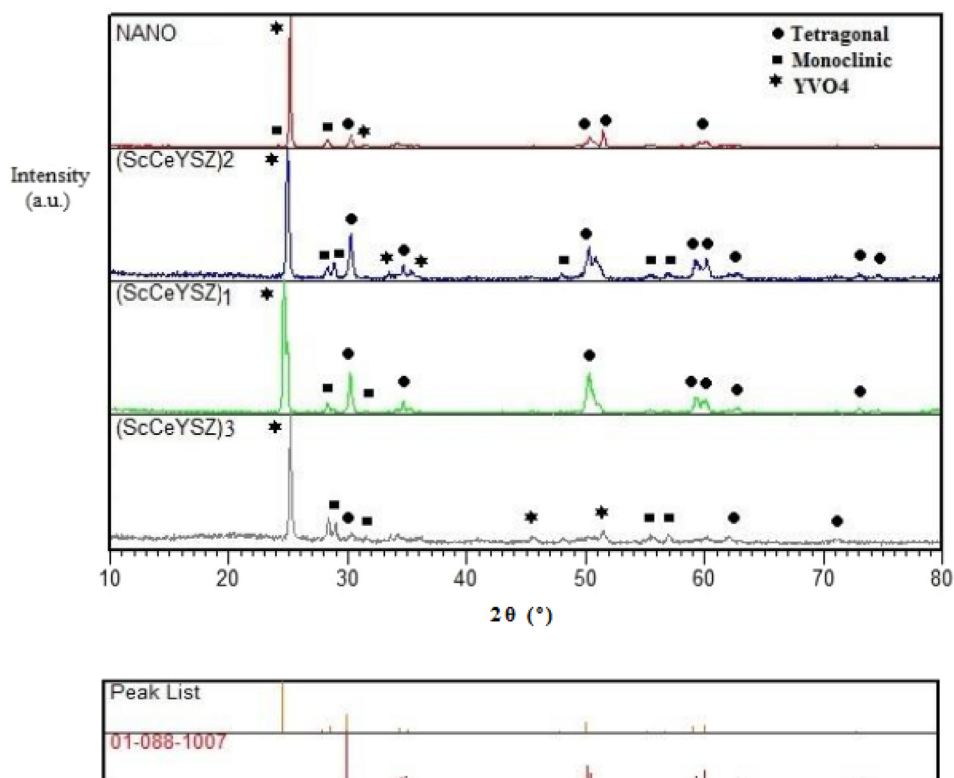 NANO
● Tetragonal
■ Monoclinic
✶ YVO4
(ScCeYSZ)2
Intensity
(a.u.)
(ScCeYSZ)1
(ScCeYSZ)3
10 20 30 40 50 60 70 80
2θ (°)
Peak List
01-088-1007